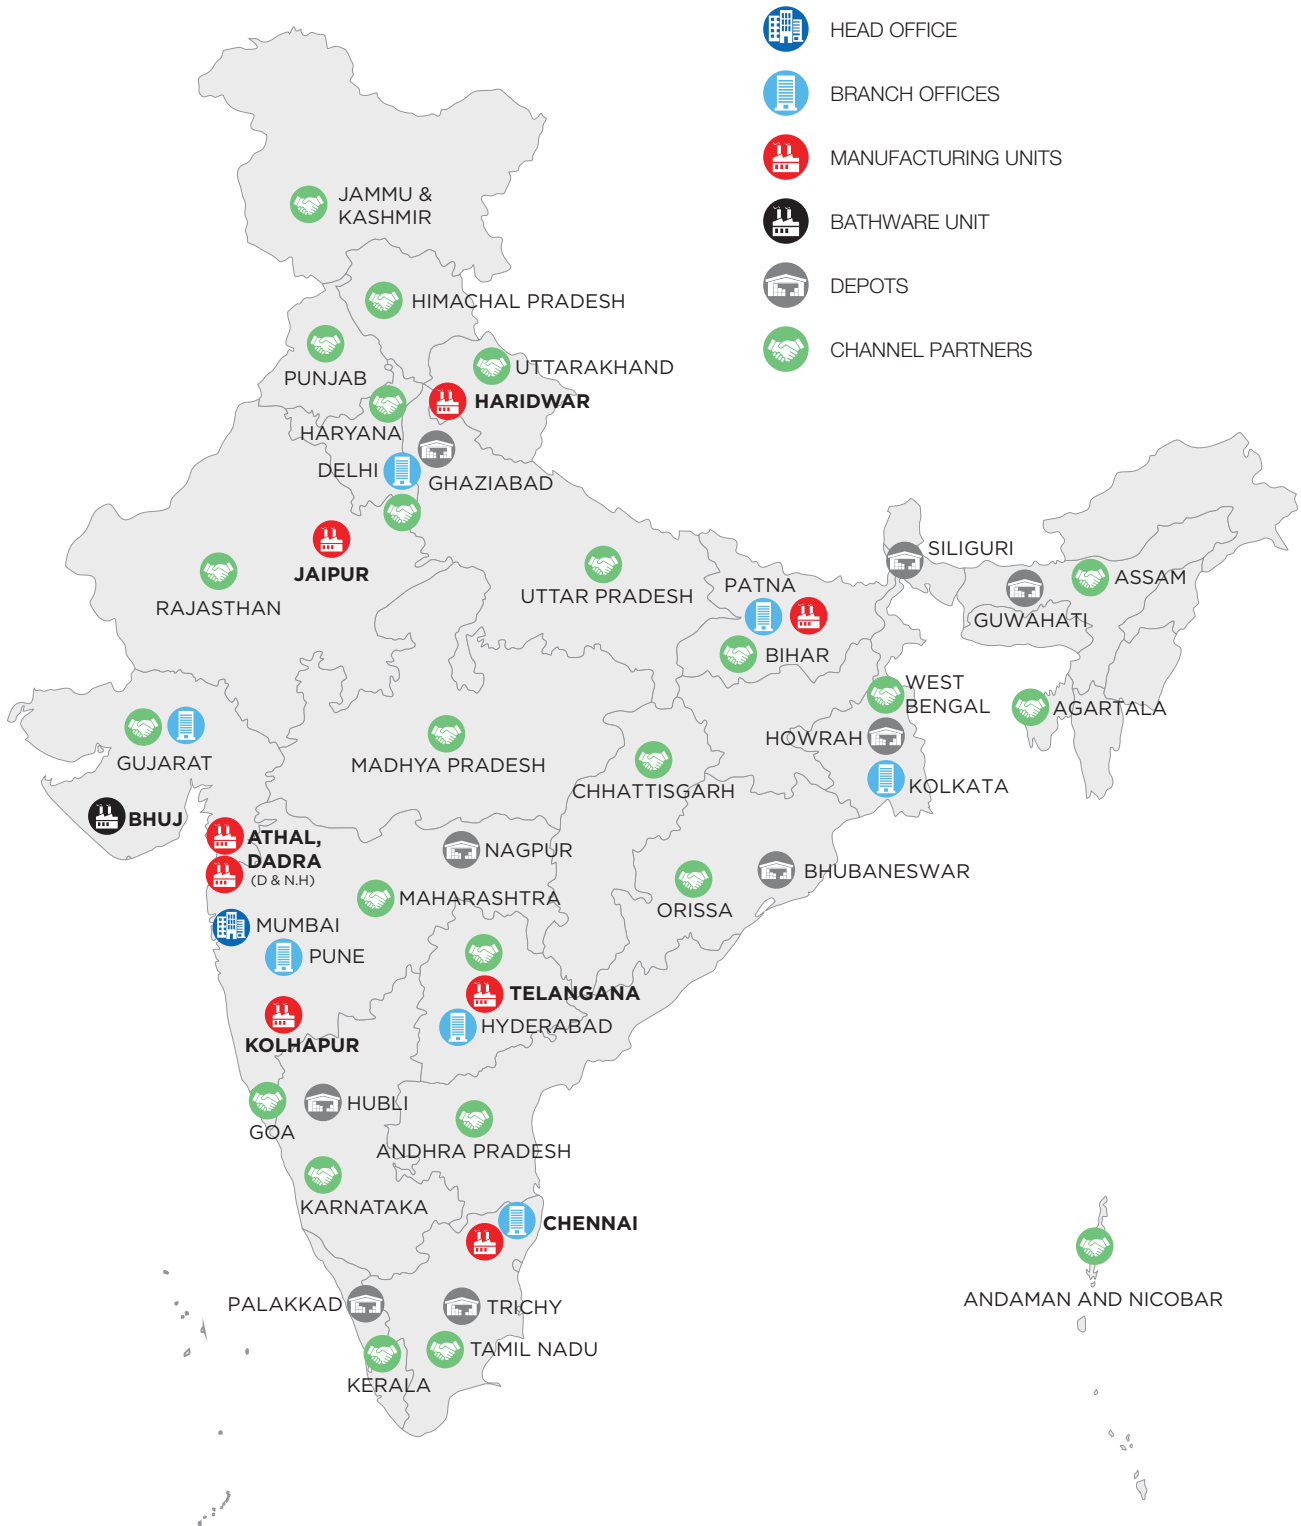 HEAD OFFICE
BRANCH OFFICES
MANUFACTURING UNITS
BATHWARE UNIT
DEPOTS
CHANNEL PARTNERS
JAMMU &
KASHMIR
HIMACHAL PRADESH
PUNJAB
UTTARAKHAND
HARIDWAR
HARYANA
DELHI
GHAZIABAD
JAIPUR
RAJASTHAN
UTTAR PRADESH
PATNA
BIHAR
SILIGURI
ASSAM
GUWAHATI
WEST
BENGAL
AGARTALA
HOWRAH
KOLKATA
GUJARAT
MADHYA PRADESH
CHHATTISGARH
BHUJ
ATHAL,
DADRA
(D & N.H)
NAGPUR
BHUBANESWAR
MAHARASHTRA
ORISSA
MUMBAI
PUNE
TELANGANA
HYDERABAD
KOLHAPUR
HUBLI
GOA
ANDHRA PRADESH
KARNATAKA
CHENNAI
PALAKKAD
TRICHY
TAMIL NADU
KERALA
ANDAMAN AND NICOBAR